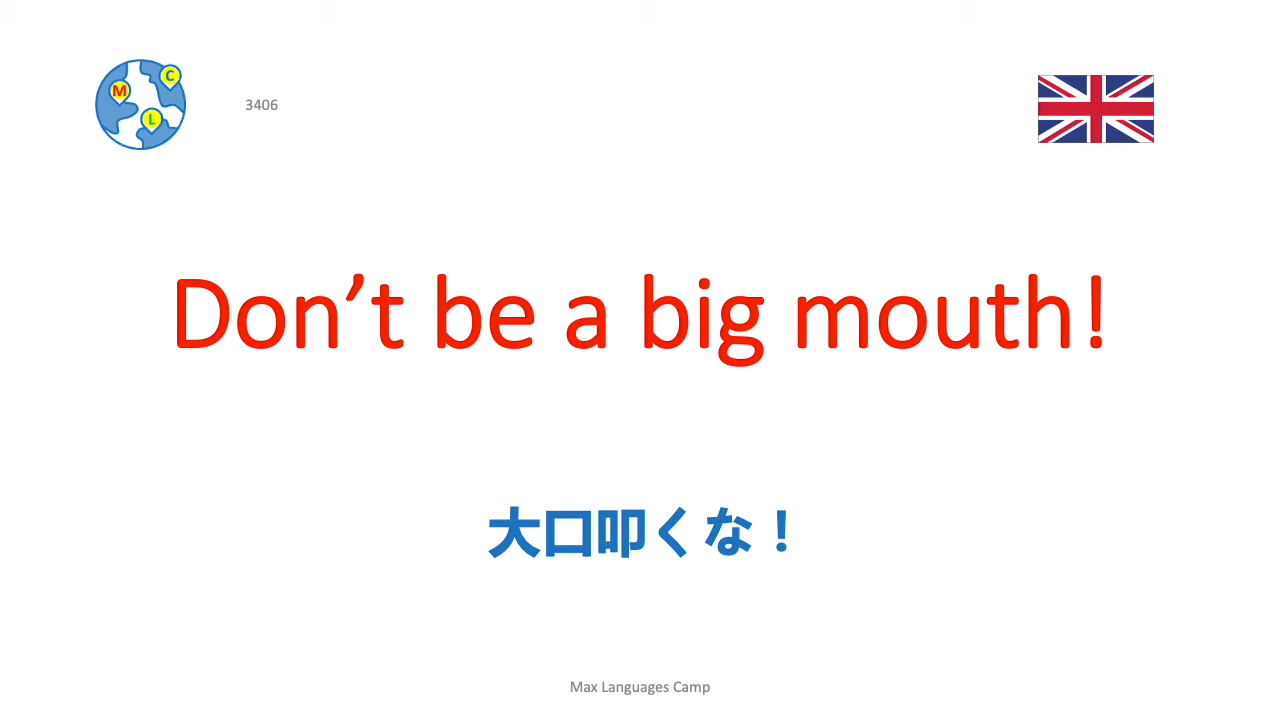 M
C
L
3406
Don’t be a big mouth!
大口叩くな！
Max Languages Camp